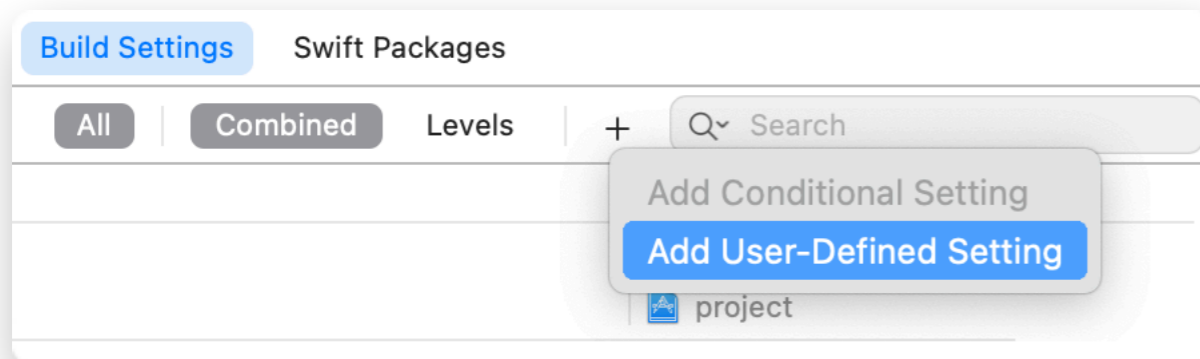 Build Settings Swift Packages
All Combined Levels + Search
Add Conditional Setting
Add User-Defined Setting
project